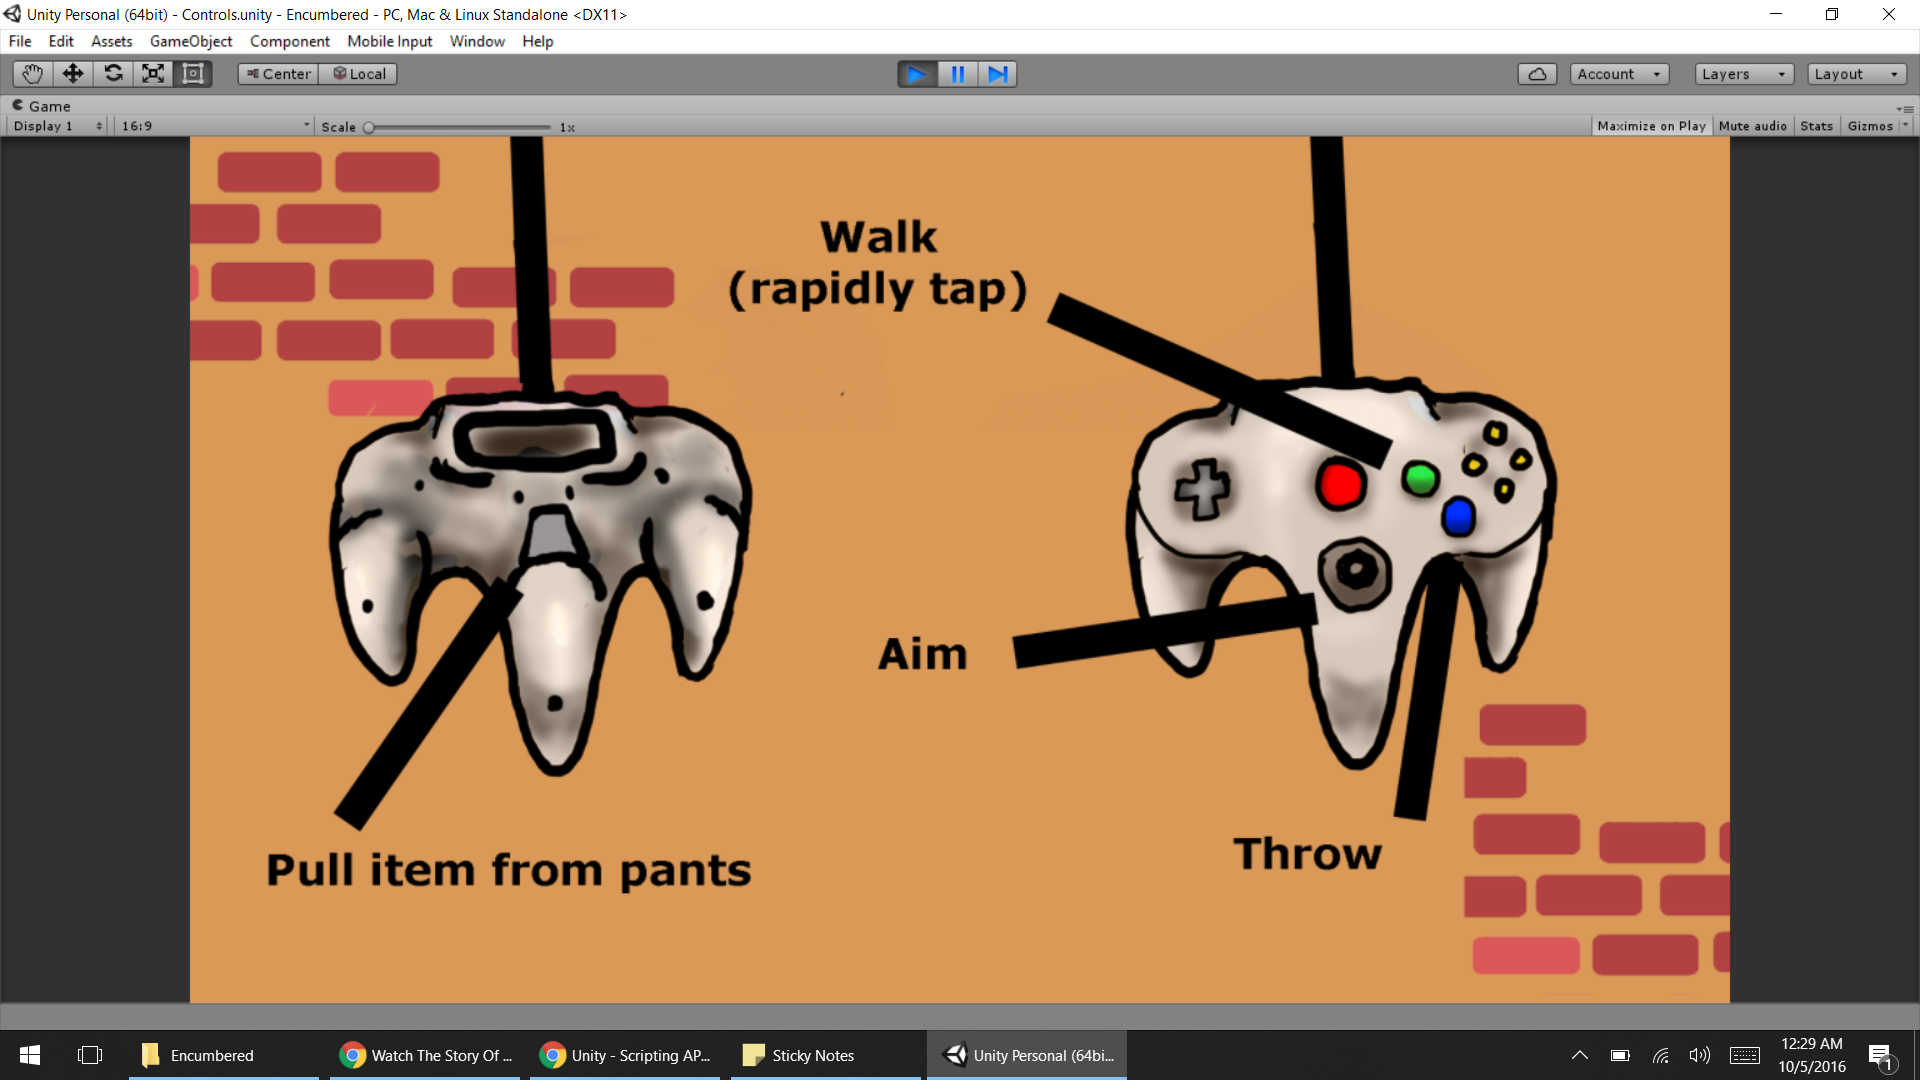 Unity Personal (64bit) - Controls.unity - Encumbered - PC, Mac & Linux Standalone <DX11>
File Edit Assets GameObject Component Mobile Input Window Help
Center Local Account Layers Layout
Game
Display 1 16:9 Scale 1x Maximize on Play Mute audio Stats Gizmos
Walk
(rapidly tap)
Aim
Throw
Pull item from pants
Encumbered Watch The Story Of ... Unity - Scripting AP... Sticky Notes Unity Personal (64bi...
12:29 AM
10/5/2016
1